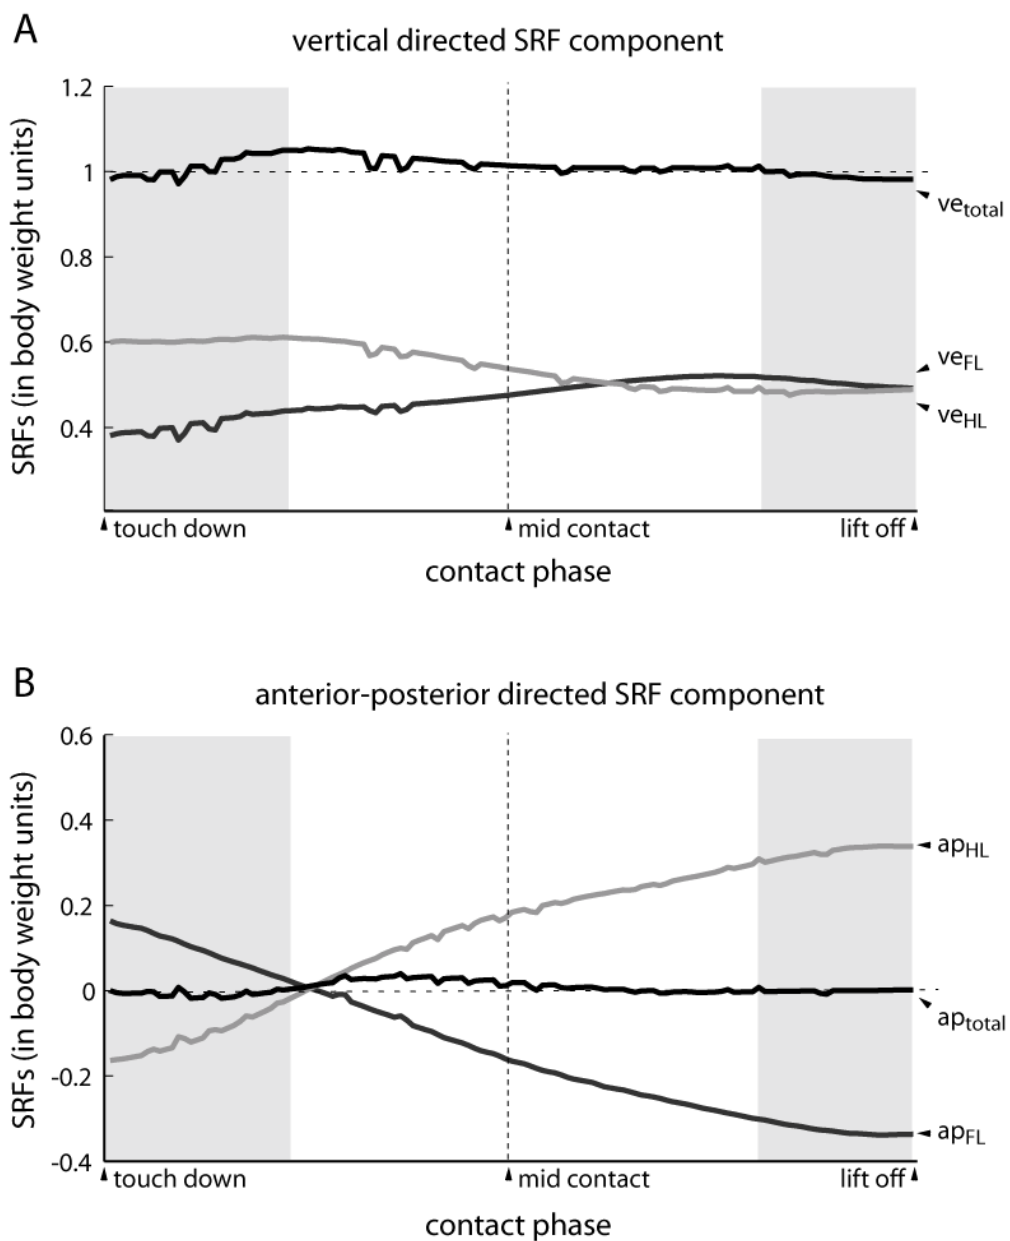 A
vertical directed SRF component
SRFs (in body weight units)
1.2
1
0.8
0.6
0.4
ve_total
ve_FL
ve_HL
touch down
mid contact
lift off
contact phase
B
anterior-posterior directed SRF component
SRFs (in body weight units)
0.6
0.4
0.2
0
-0.2
-0.4
ap_HL
ap_total
ap_FL
touch down
mid contact
lift off
contact phase